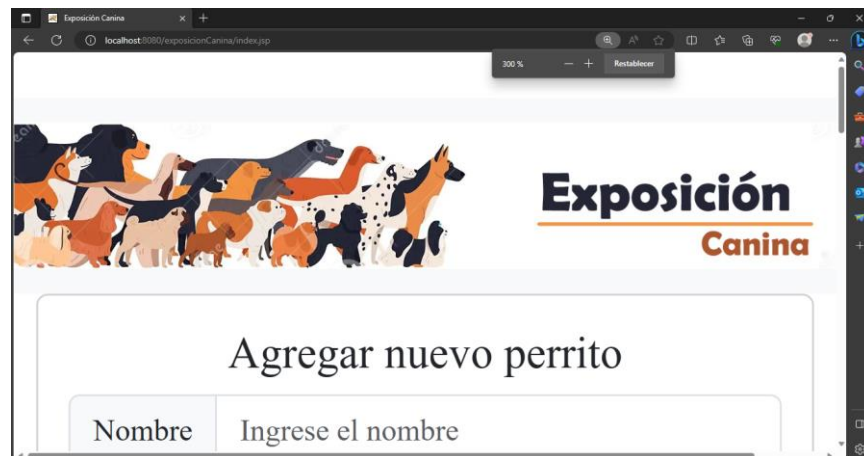 Exposición Canina
localhost:8080/exposicionCanina/index.jsp
300 %
Restablecer
Exposición
Canina
Agregar nuevo perrito
Nombre
Ingrese el nombre